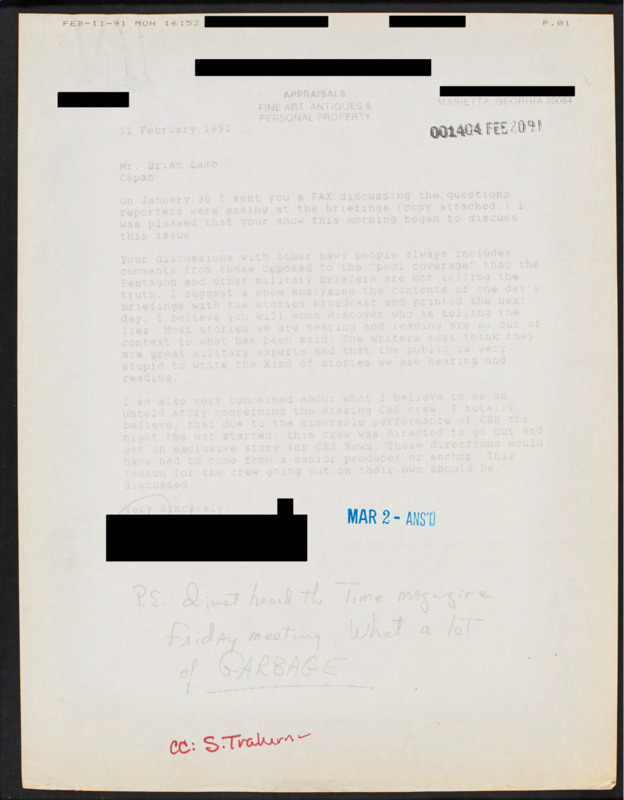 FEB-11-91 MON 16:52 P.01
APPRAISALS
FINE ART, ANTIQUES &
PERSONAL PROPERTY
MARIETTA, GEORGIA 30064
001404 FEB 20 91
11 February 1991
Mr. Brian Lamb
CSpan
On January 30 I sent you a FAX discussing the questions
reporters were asking at the briefings (copy attached.) I
was pleased that your show this morning began to discuss
this issue.
Your discussions with other news people always includes
comments from those opposed to the "pool coverage" that the
Pentagon and other military briefers are not telling the
truth. I suggest a show analyzing the contents of one day's
briefings with the stories broadcast and printed the next
day. I believe you will soon discover who is telling the
lies. Most stories we are hearing and reading are so out of
context to what has been said. The writers must think they
are great military experts and that the public is very
stupid to write the kind of stories we are hearing and
reading.
I am also very concerned about what I believe to be an
untold story concerning the missing CBS crew. I totally
believe, that due to the miserable performance of CBS the
night the war started, this crew was directed to go out and
get an exclusive story for CBS News. These directions would
have had to come from a senior producer or anchor. This
reason for the crew going out on their own should be
discussed
Very Sincerely,
MAR 2 - ANS'D
P.S. I just heard the Time magazine
Friday meeting What a lot
of GARBAGE
cc: S.